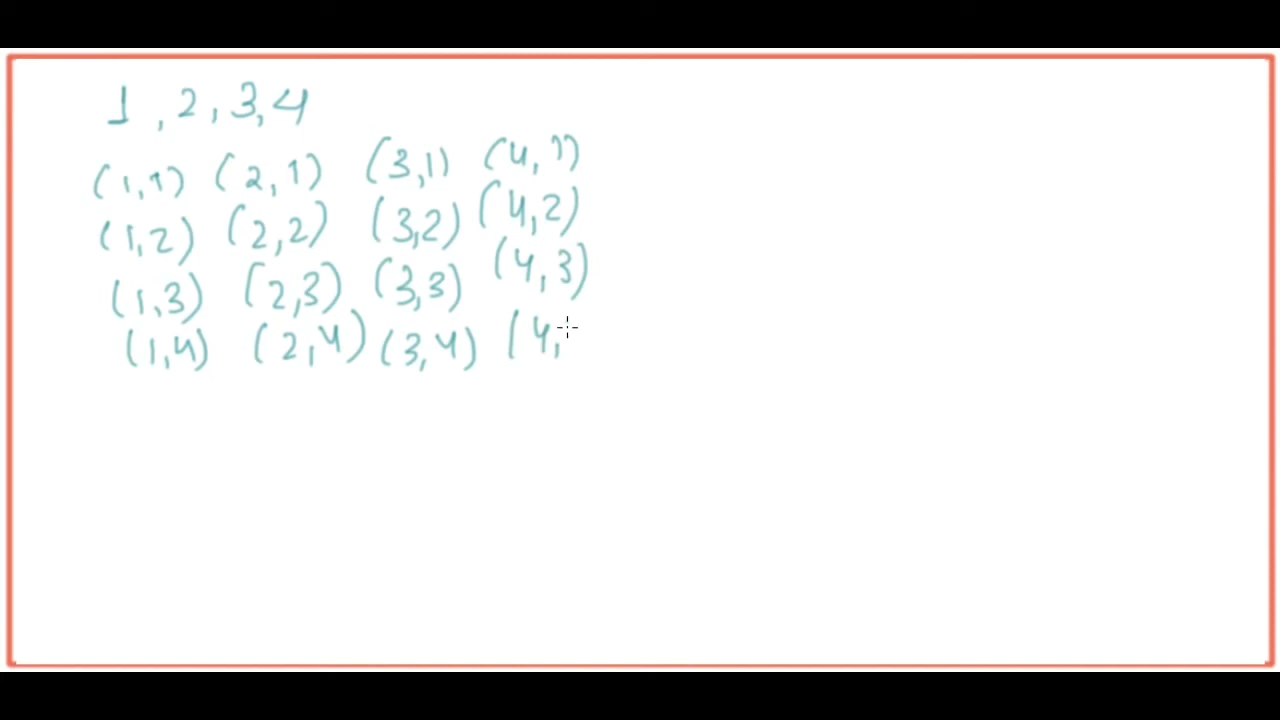 1, 2, 3, 4
(1,1) (2,1) (3,1) (4,1)
(1,2) (2,2) (3,2) (4,2)
(1,3) (2,3) (3,3) (4,3)
(1,4) (2,4) (3,4) (4,